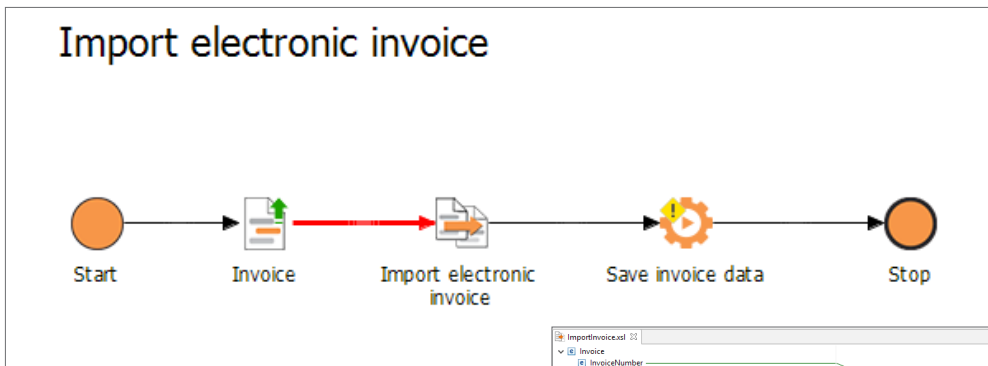 Import electronic invoice
Start
Invoice
Import electronic
invoice
Save invoice data
Stop
ImportInvoice.xsl
Invoice
InvoiceNumber